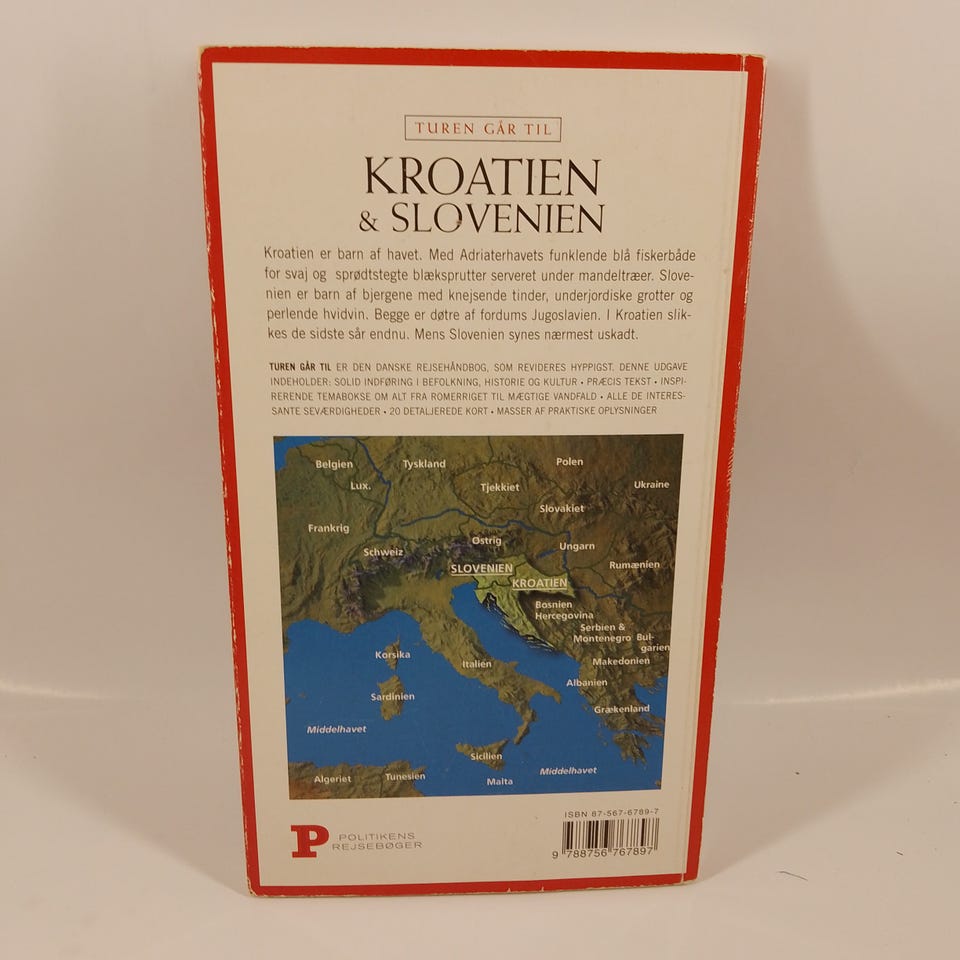 TUREN GÅR TIL
KROATIEN
& SLOVENIEN
Kroatien er barn af havet. Med Adriaterhavets funklende blå fiskerbåde
for svaj og sprødtstegte blæksprutter serveret under mandeltræer. Slove-
nien er barn af bjergene med knejsende tinder, underjordiske grotter og
perlende hvidvin. Begge er døtre af fordums Jugoslavien. I Kroatien slik-
kes de sidste sår endnu. Mens Slovenien synes nærmest uskadt.
TUREN GÅR TIL ER DEN DANSKE REJSEHÅNDBOG, SOM REVIDERES HYPPIGST. DENNE UDGAVE
INDEHOLDER: SOLID INDFØRING I BEFOLKNING, HISTORIE OG KULTUR • PRÆCIS TEKST • INSPI-
RERENDE TEMABOKSE OM ALT FRA ROMERRIGET TIL MÆGTIGE VANDFALD • ALLE DE INTERES-
SANTE SEVÆRDIGHEDER • 20 DETALJEREDE KORT • MASSER AF PRAKTISKE OPLYSNINGER
Belgien
Tyskland
Polen
Lux.
Tjekkiet
Ukraine
Slovakiet
Frankrig
Østrig
Schweiz
Ungarn
Rumænien
SLOVENIEN
KROATIEN
Bosnien
Hercegovina
Serbien &
Montenegro
Bul-
garien
Korsika
Italien
Makedonien
Albanien
Sardinien
Grækenland
Middelhavet
Sicilien
Middelhavet
Algeriet
Tunesien
Malta
P
POLITIKENS
REJSEBØGER
ISBN 87-567-6789-7
9 788756 767897